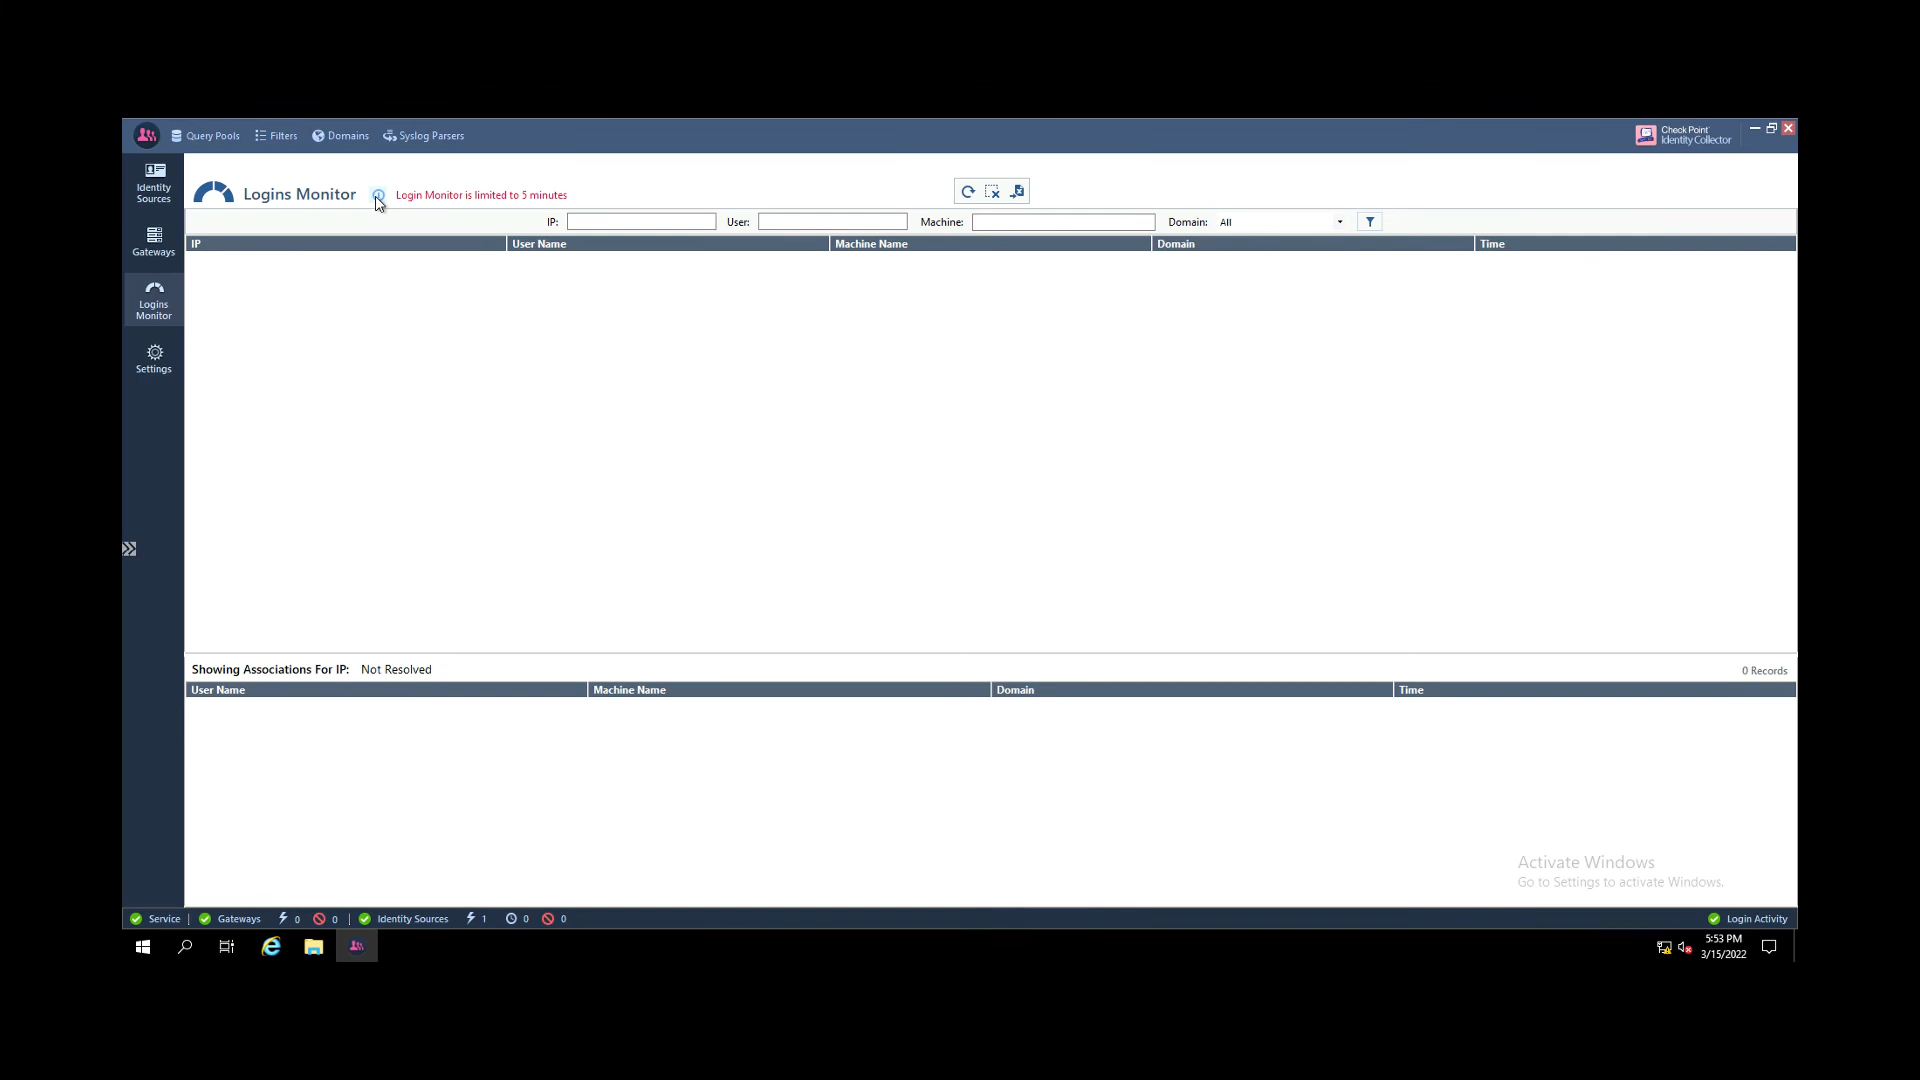 Query Pools Filters Domains Syslog Parsers
Check Point
Identity Collector
Identity
Sources
Gateways
Logins
Monitor
Settings
Logins Monitor Login Monitor is limited to 5 minutes
IP: User: Machine: Domain: All
IP User Name Machine Name Domain Time
Showing Associations For IP: Not Resolved 0 Records
User Name Machine Name Domain Time
Activate Windows
Go to Settings to activate Windows.
Service | Gateways 0 0 | Identity Sources 1 0 0 Login Activity
5:53 PM
3/15/2022